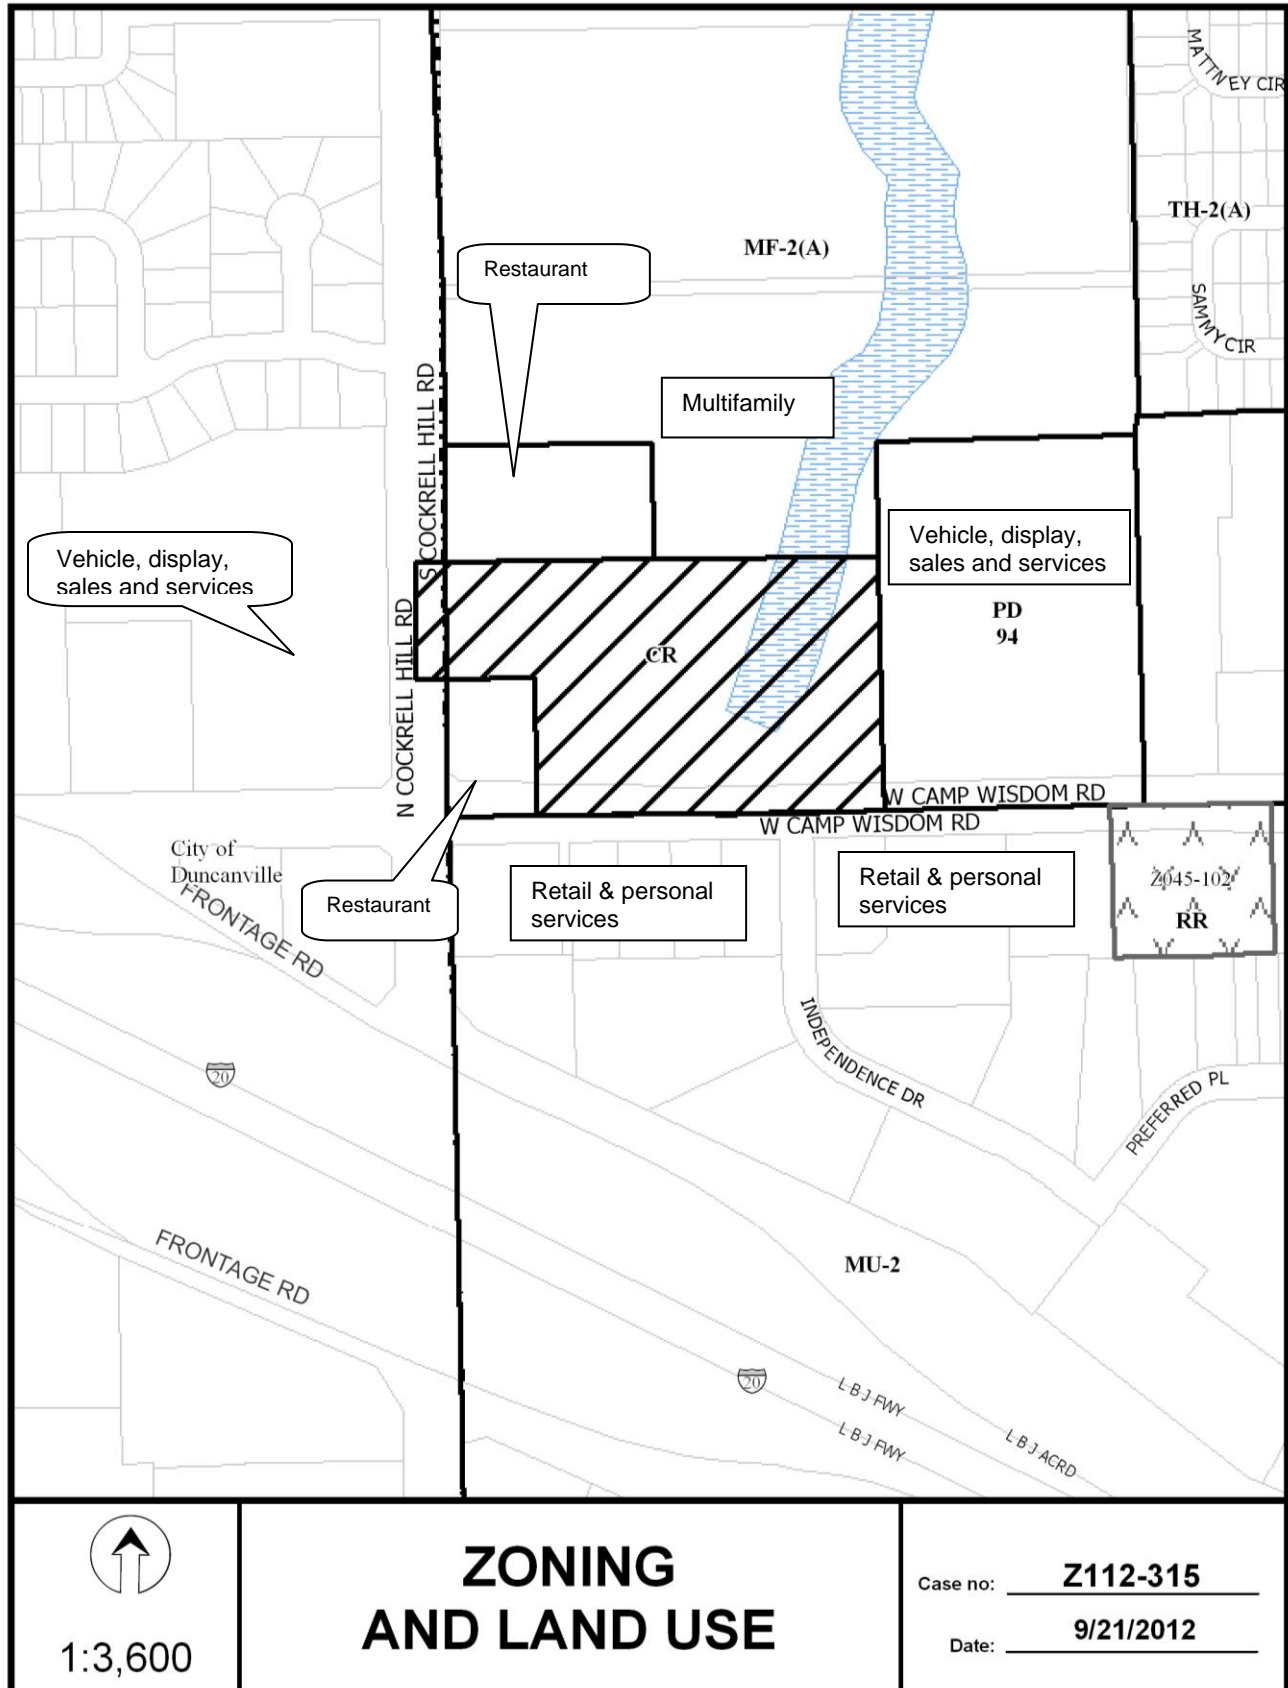 MATTNEY CIR
TH-2(A)
MF-2(A)
Restaurant
SAMMY CIR
S COCKRELL HILL RD
Multifamily
Vehicle, display,
sales and services
Vehicle, display,
sales and services
PD
94
N COCKRELL HILL RD
CR
W CAMP WISDOM RD
W CAMP WISDOM RD
City of
Duncanville
Restaurant
Retail & personal
services
Retail & personal
services
Z045-102
RR
FRONTAGE RD
INDEPENDENCE DR
20
PREFERRED PL
FRONTAGE RD
MU-2
20
L B J FWY
L B J FWY
L B J ACRD
1:3,600
ZONING
AND LAND USE
Case no: Z112-315
Date: 9/21/2012